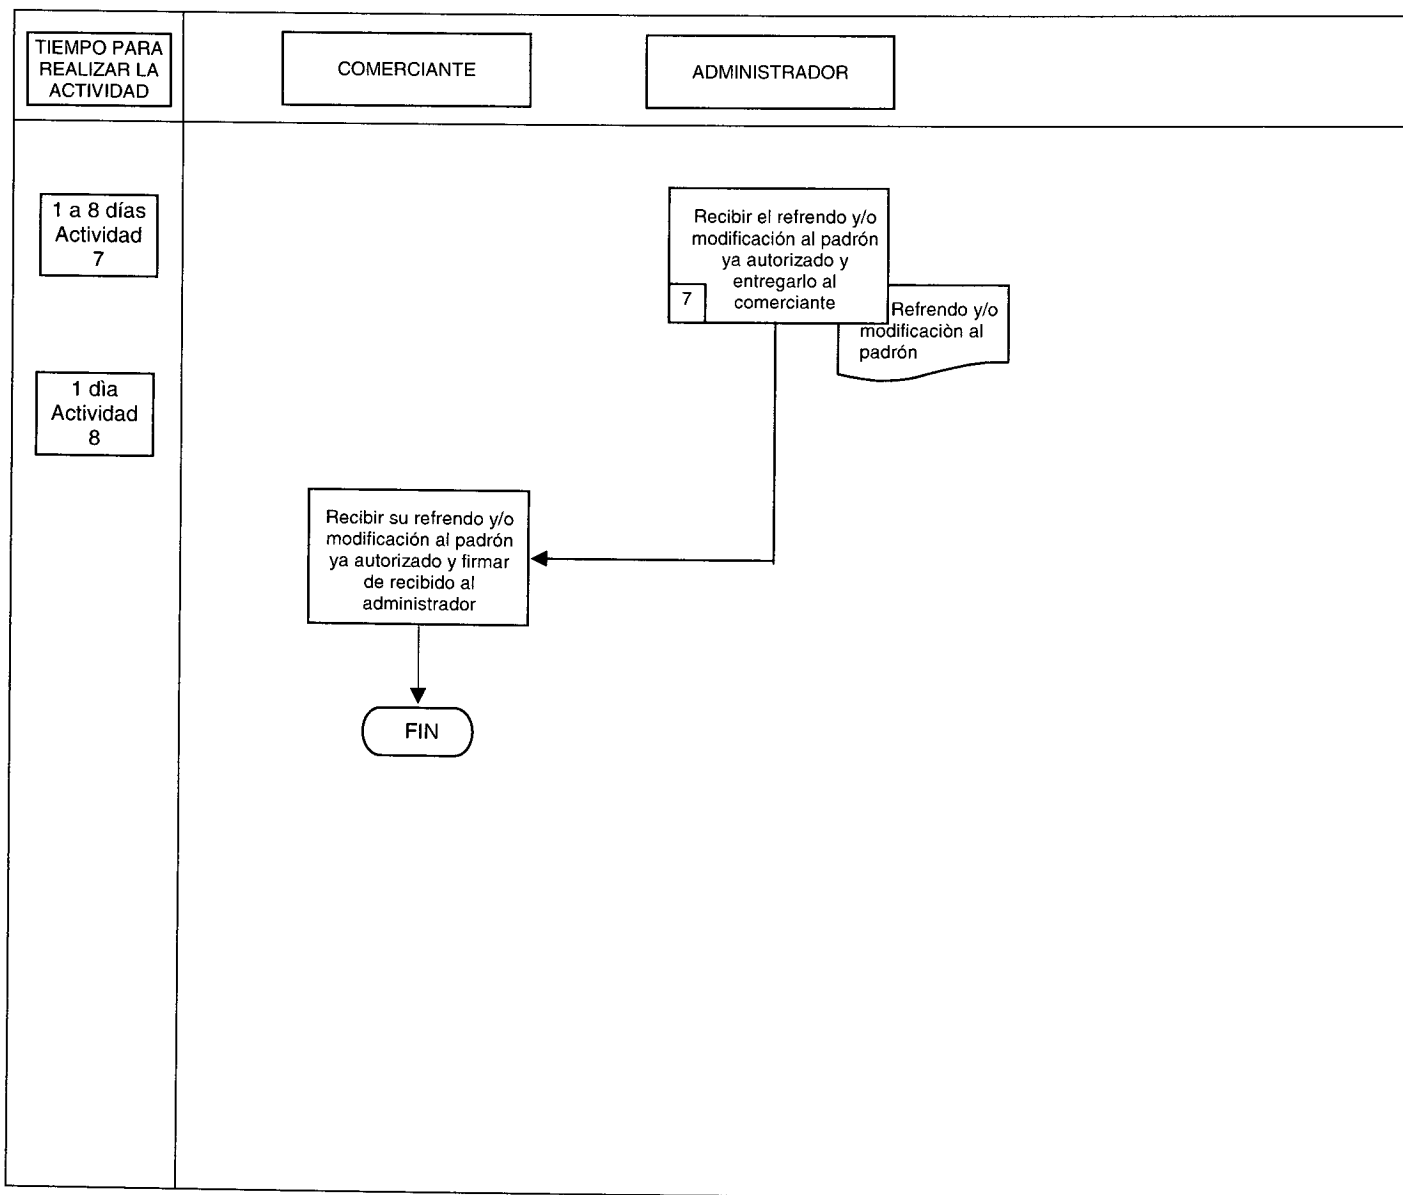 TIEMPO PARA
REALIZAR LA
ACTIVIDAD
COMERCIANTE
ADMINISTRADOR
1 a 8 días
Actividad
7
Recibir el refrendo y/o
modificación al padrón
ya autorizado y
entregarlo al
comerciante
7
Refrendo y/o
modificaciòn al
padrón
1 dìa
Actividad
8
Recibir su refrendo y/o
modificación al padrón
ya autorizado y firmar
de recibido al
administrador
FIN